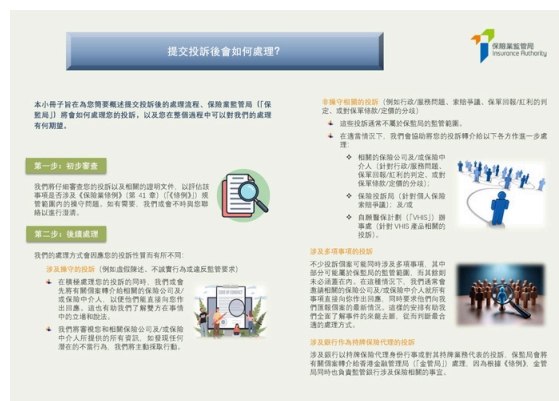 提交投訴後會如何處理?
保險業監管局
Insurance Authority
本小冊子旨在為您簡要概述提交投訴後的處理流程、保險業監管局(「保
監局」)將會如何處理您的投訴，以及您在整個過程中可以對我們的處理
有何期望。
第一步：初步審查
我們將仔細審查您的投訴以及相關的證明文件，以評估該
事項是否涉及《保險業條例》(第 41 章)(「《條例》」)規
管範圍內的操守問題。如有需要，我們或會不時與您聯
絡以進行澄清。
第二步：後續處理
我們的處理方式會因應您的投訴性質而有所不同:
涉及操守的投訴（例如虛假陳述、不誠實行為或違反監管要求）
在積極處理您的投訴的同時，我們或會
先將有關個案轉介給相關的保險公司及/
或保險中介人，以便他們能直接向您作
出回應。這也有助我們了解雙方在事情
中的立場和說法。
我們將審視您和相關保險公司及/或保險
中介人所提供的所有資訊，如發現任何
潛在的不當行為，我們將主動採取行動。
非操守相關的投訴（例如行政/服務問題、索賠爭議、保單回報/紅利的判
定、或對保單條款/定價的分歧）
這些投訴通常不屬於保監局的監管範圍。
在適當情況下，我們會協助將您的投訴轉介給以下各方作進一步處
理:
相關的保險公司及/或保險中
介人（針對行政/服務問題、
保單回報/紅利的判定、或對
保單條款/定價的分歧）;
保險投訴局（針對個人保險
索賠爭議）; 及/或
自願醫保計劃（「VHIS」）辦
事處（針對 VHIS 產品相關的
投訴）。
涉及多項事項的投訴
不少投訴個案可能同時涉及多項事項，其中
部分可能屬於保監局的監管範圍，而其餘則
未必涵蓋在內。在這種情況下，我們通常會
邀請相關的保險公司及/或保險中介人就所有
事項直接向您作出回應，同時要求他們向我
們匯報個案的最新情況。這樣的安排有助我
們全面了解事件的來龍去脈，從而判斷最合
適的處理方式。
涉及銀行作為持牌保險代理的投訴
涉及銀行以持牌保險代理身份行事或對其持牌業務代表的投訴，保監局會將
有關個案轉介給香港金融管理局（「金管局」）處理，因為根據《條例》，金管
局同時也負責監管銀行涉及保險相關的事宜。